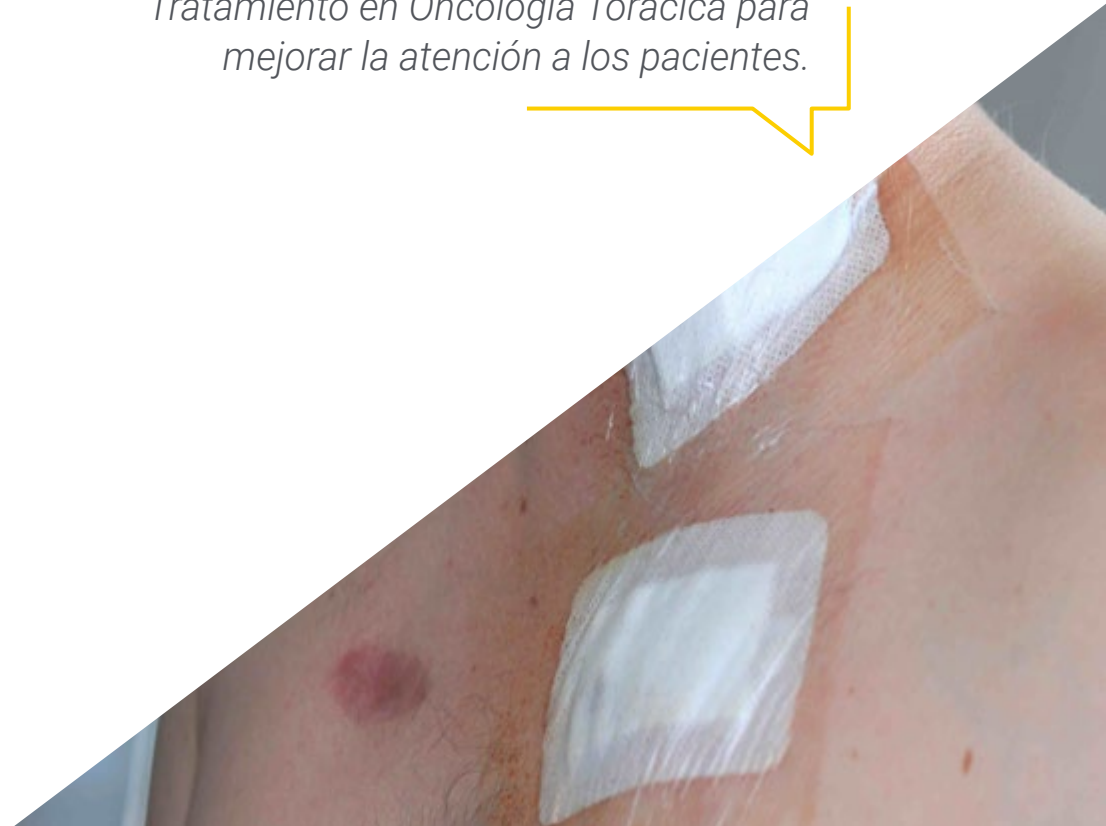 Tratamiento en Oncología Torácica para
mejorar la atención a los pacientes.